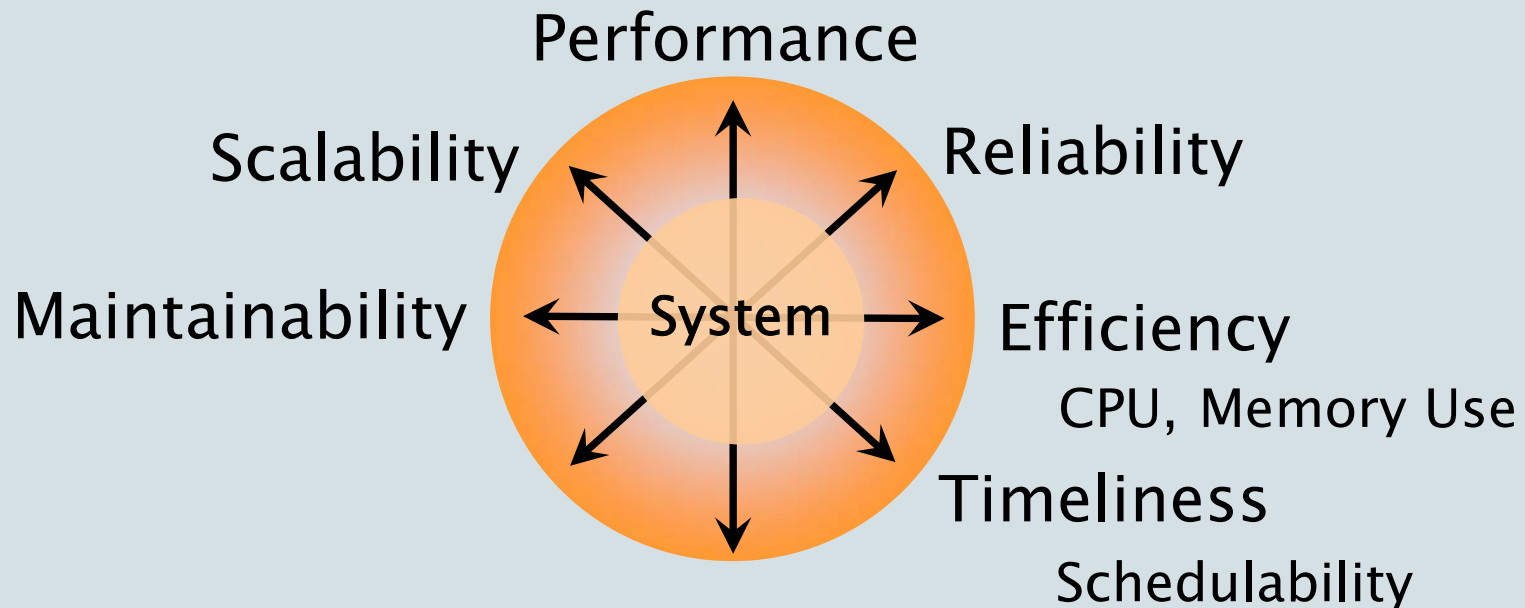 Performance
Scalability
Reliability
Maintainability
System
Efficiency
CPU, Memory Use
Timeliness
Schedulability